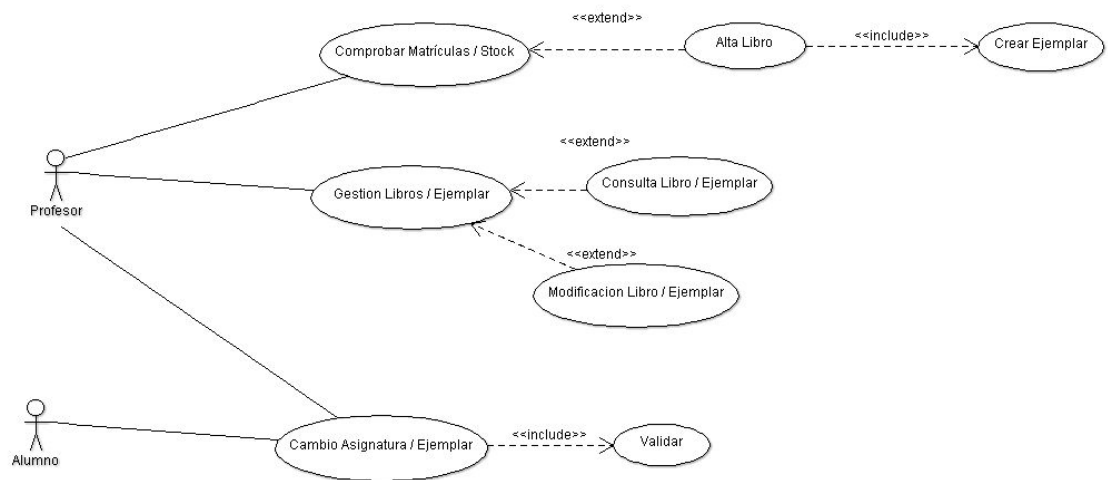 <<extend>>
Comprobar Matrículas / Stock
Alta Libro
<<include>>
Crear Ejemplar
<<extend>>
Profesor
Gestion Libros / Ejemplar
Consulta Libro / Ejemplar
<<extend>>
Modificacion Libro / Ejemplar
Alumno
Cambio Asignatura / Ejemplar
<<include>>
Validar